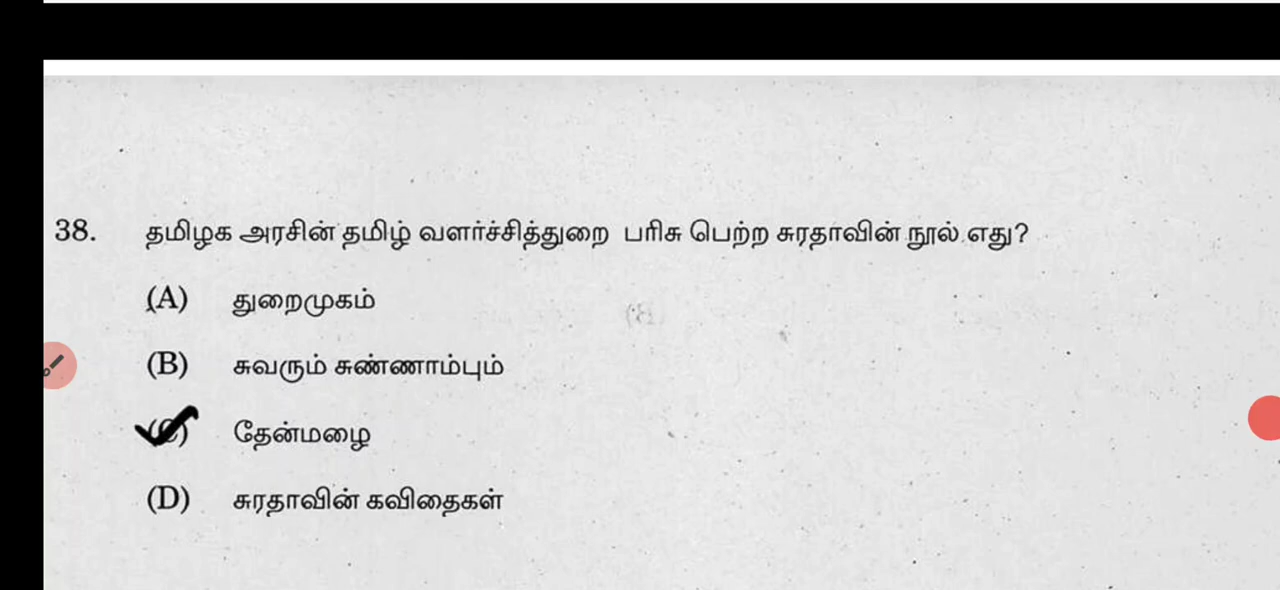 38. தமிழக அரசின் தமிழ் வளர்ச்சித்துறை பரிசு பெற்ற சுரதாவின் நூல் எது?
(A) துறைமுகம்
(B) சுவரும் சுண்ணாம்பும்
(C) தேன்மழை
(D) சுரதாவின் கவிதைகள்